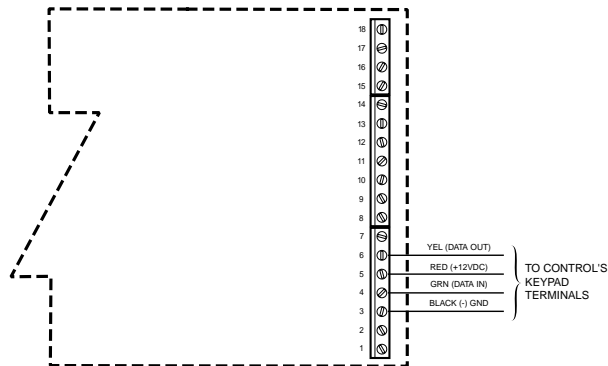 18
17
16
15
14
13
12
11
10
9
8
7
6
5
4
3
2
1
YEL (DATA OUT)
RED (+12VDC)
GRN (DATA IN)
BLACK (-) GND
TO CONTROL'S
KEYPAD
TERMINALS